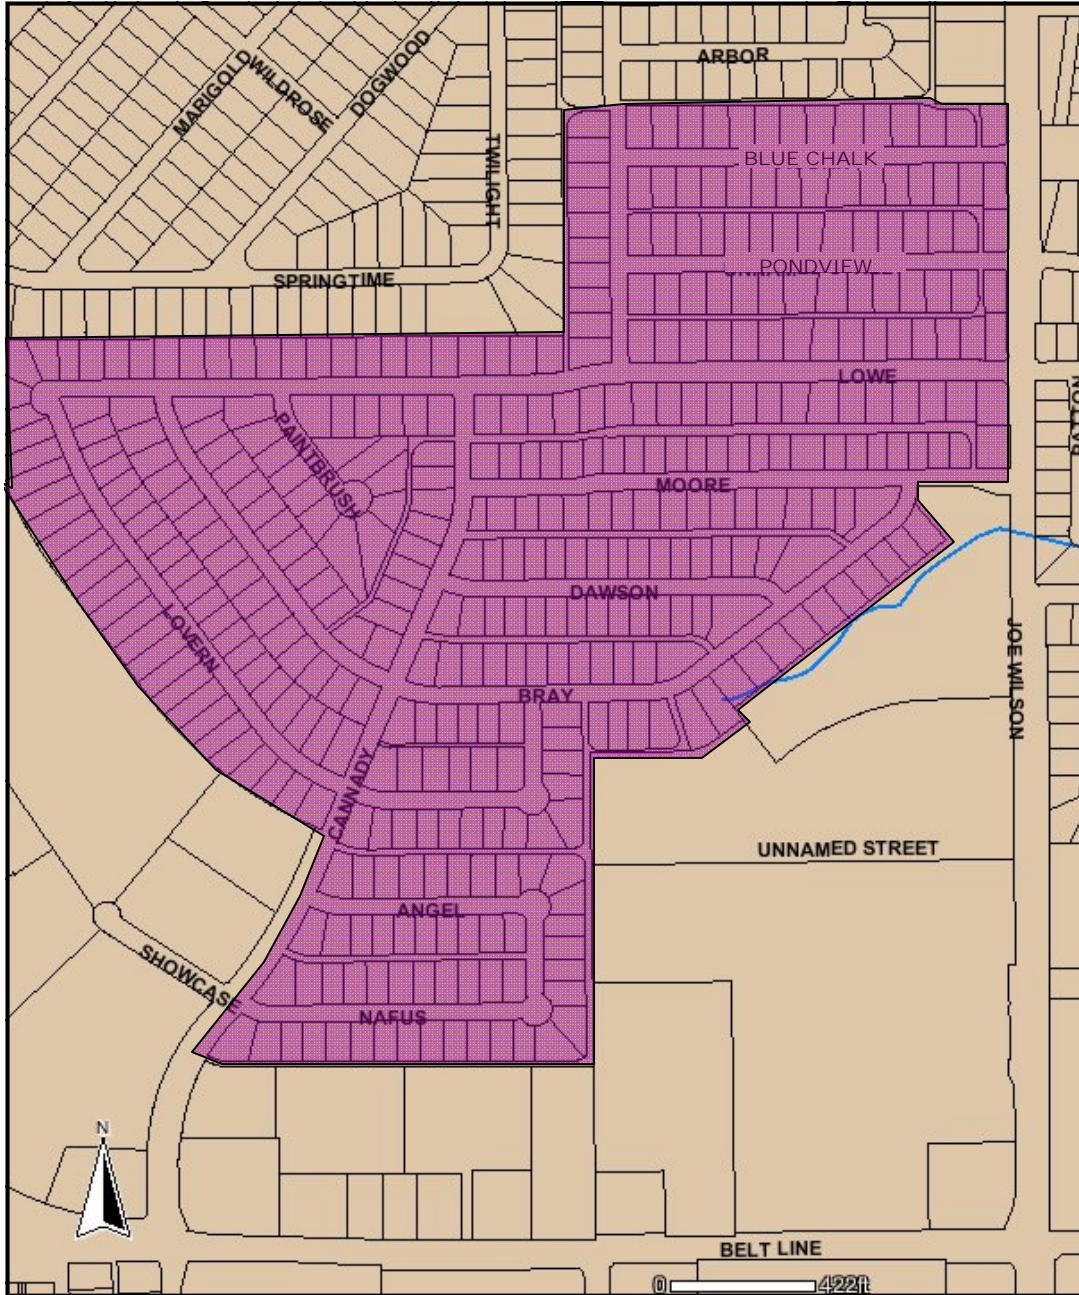 ARBOR
MARIGOLD
WILDROSE
DOGWOOD
TWILIGHT
BLUE CHALK
PONDVIEW
SPRINGTIME
LOWE
PATTON
PAINTBRUSH
MOORE
DAWSON
LOVERN
BRAY
JOE WILSON
CANNADY
UNNAMED STREET
ANGEL
SHOWCASE
NAFUS
N
BELT LINE
0 422ft